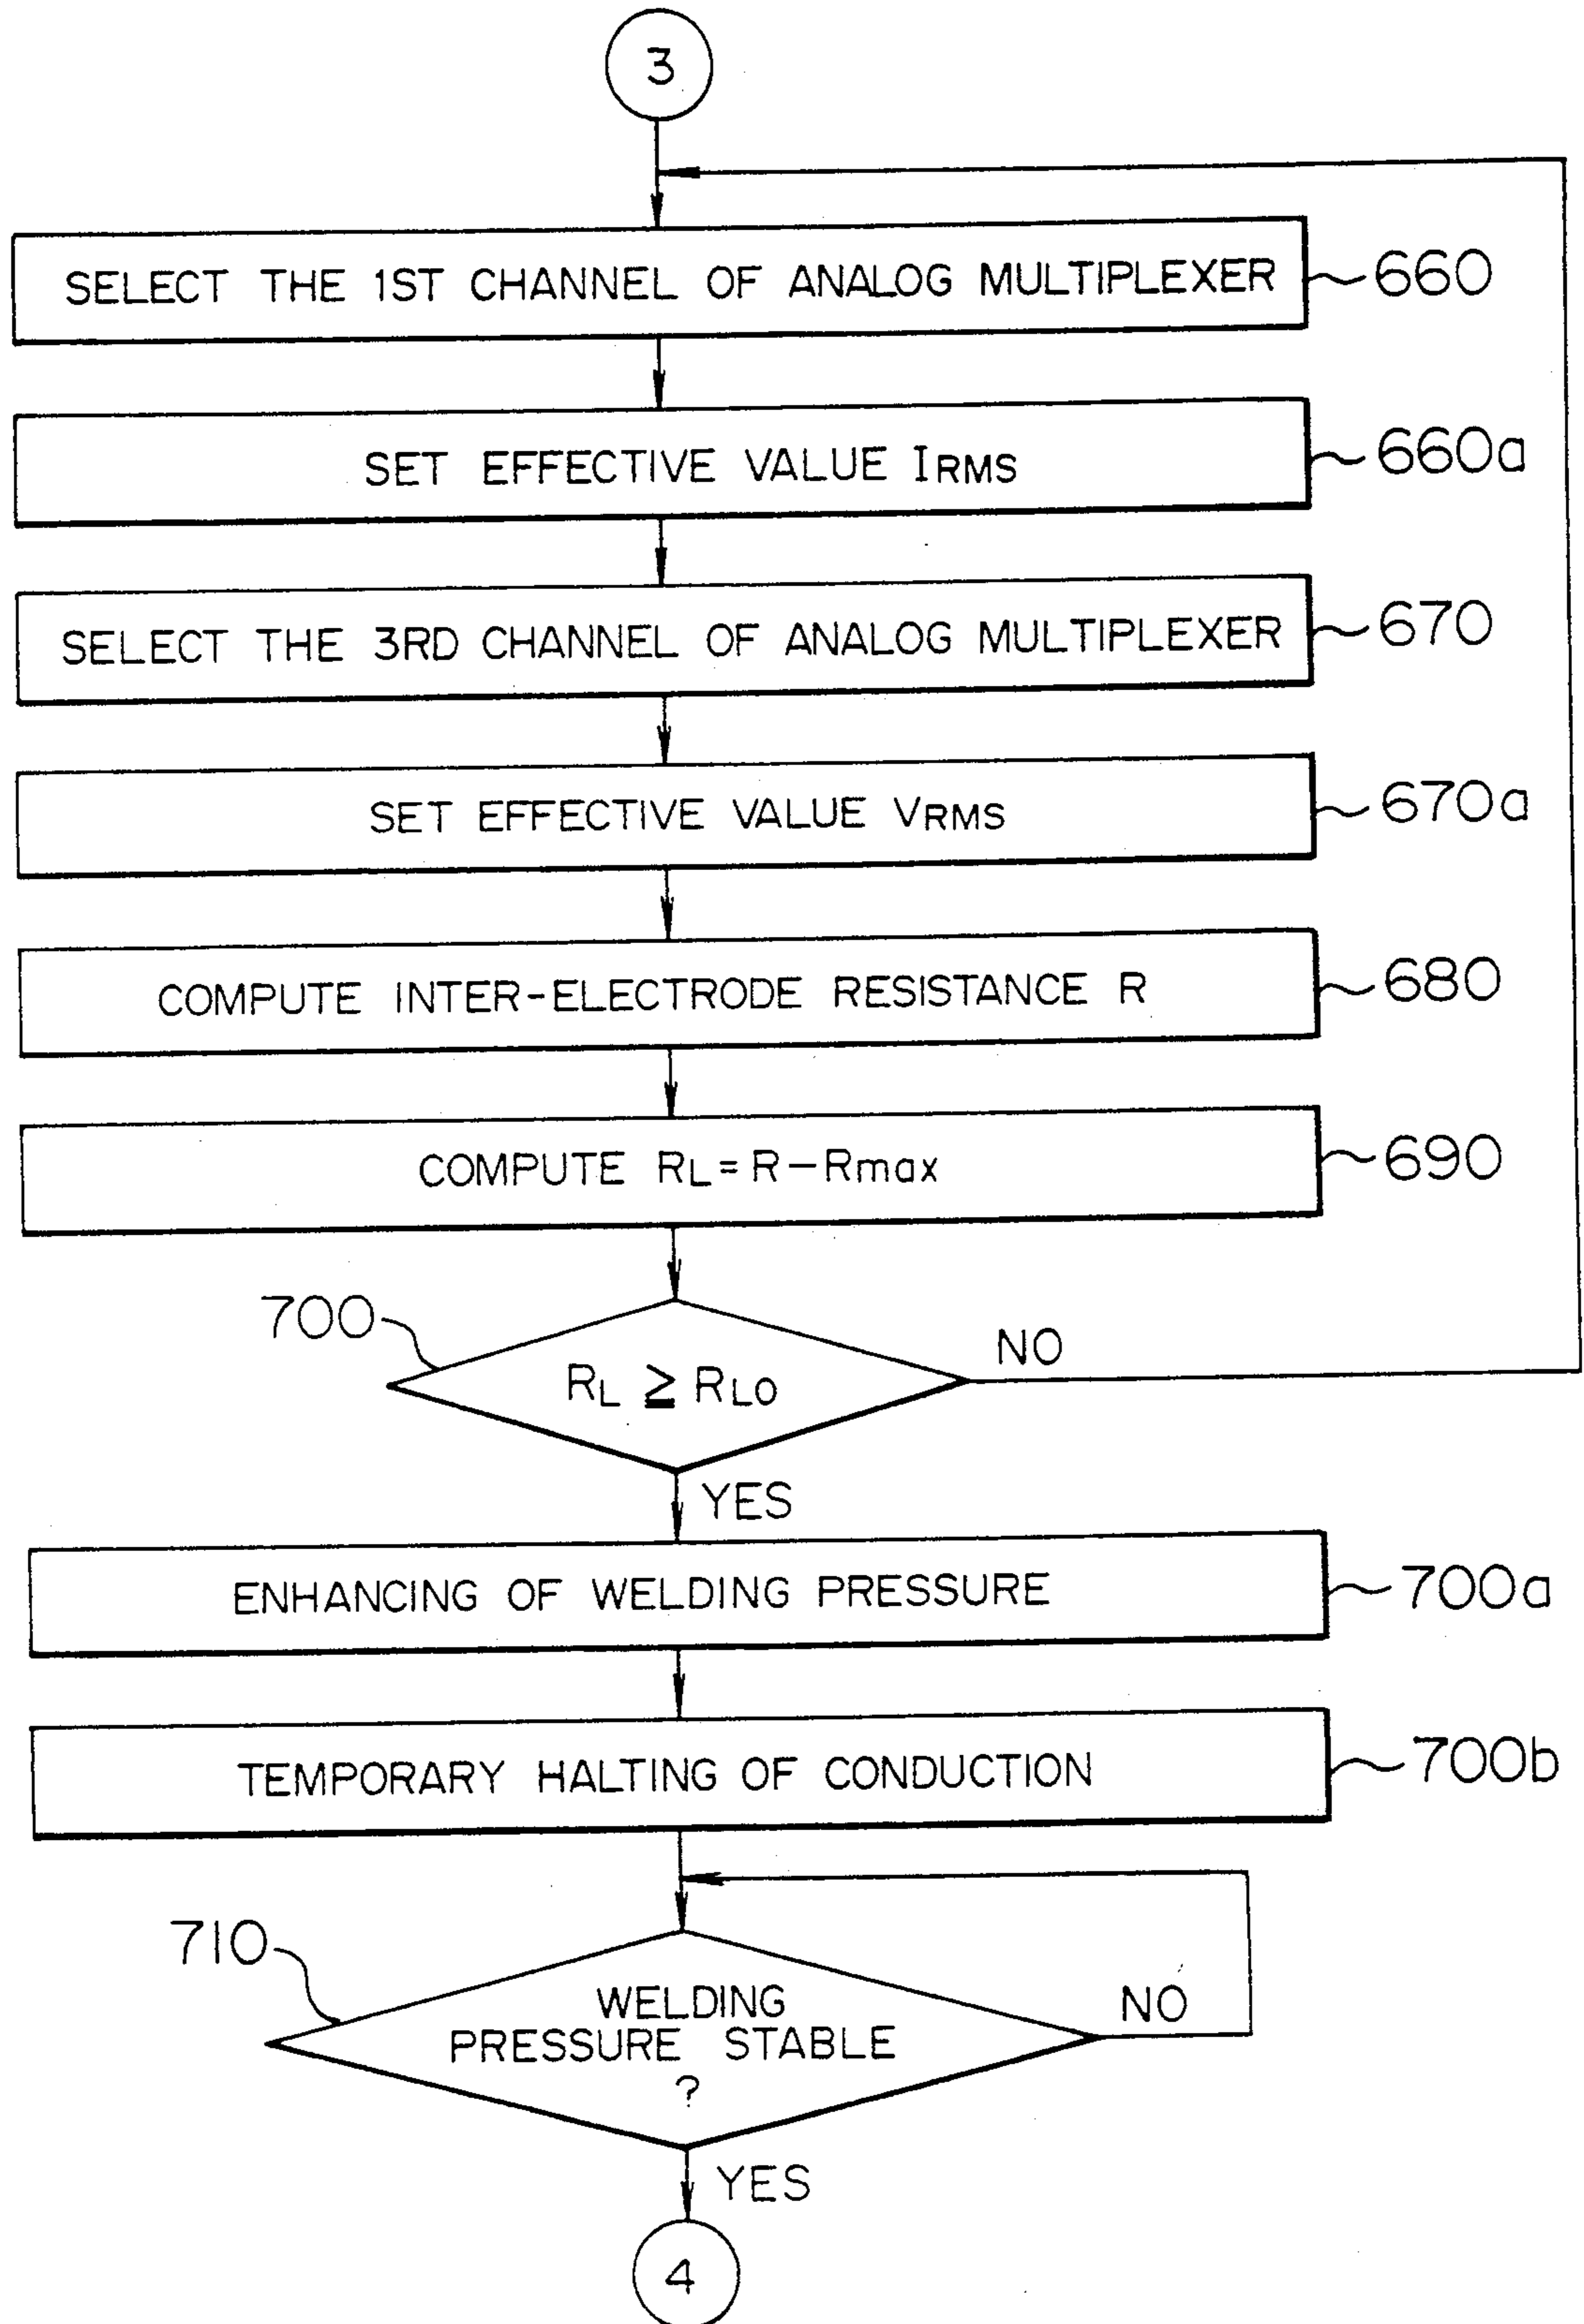 3
SELECT THE 1ST CHANNEL OF ANALOG MULTIPLEXER
660
SET EFFECTIVE VALUE IRMS
660a
SELECT THE 3RD CHANNEL OF ANALOG MULTIPLEXER
670
SET EFFECTIVE VALUE VRMS
670a
COMPUTE INTER-ELECTRODE RESISTANCE R
680
COMPUTE RL=R-Rmax
690
700
NO
RL ≧ RLO
YES
ENHANCING OF WELDING PRESSURE
700a
TEMPORARY HALTING OF CONDUCTION
700b
710
WELDING
NO
PRESSURE STABLE
?
YES
4